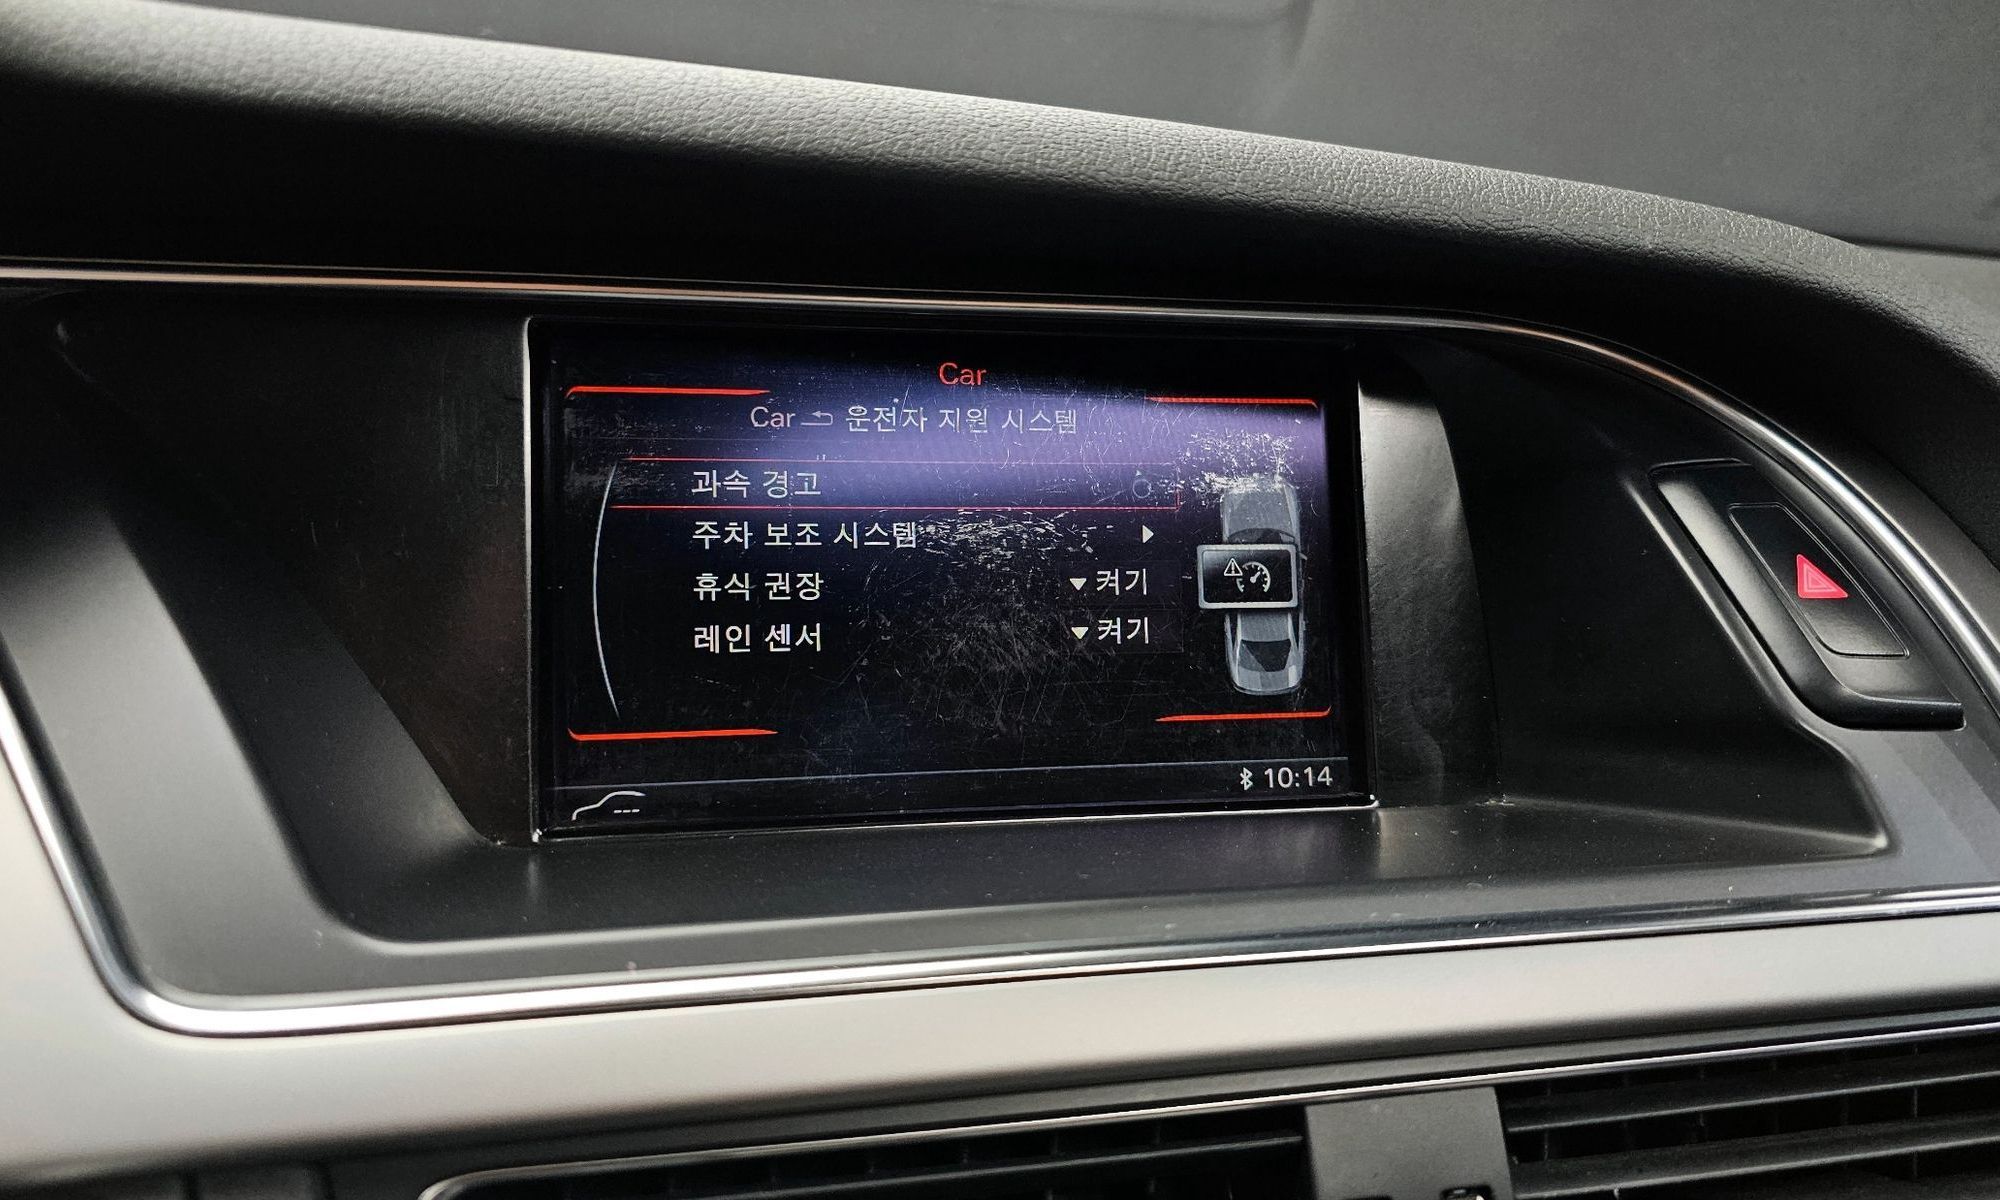 Car
Car 운전자 지원 시스템
과속 경고
주차 보조 시스템
휴식 권장 켜기
레인 센서 켜기
10:14